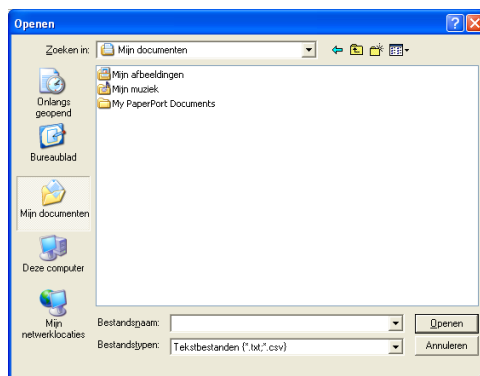 Openen
Zoeken in: Mijn documenten
Mijn afbeeldingen
Mijn muziek
My PaperPort Documents
Onlangs
geopend
Bureaublad
Mijn documenten
Deze computer
Mijn
netwerklocaties
Bestandsnaam:
Openen
Bestandstypen: Tekstbestanden (*.txt;*.csv)
Annuleren